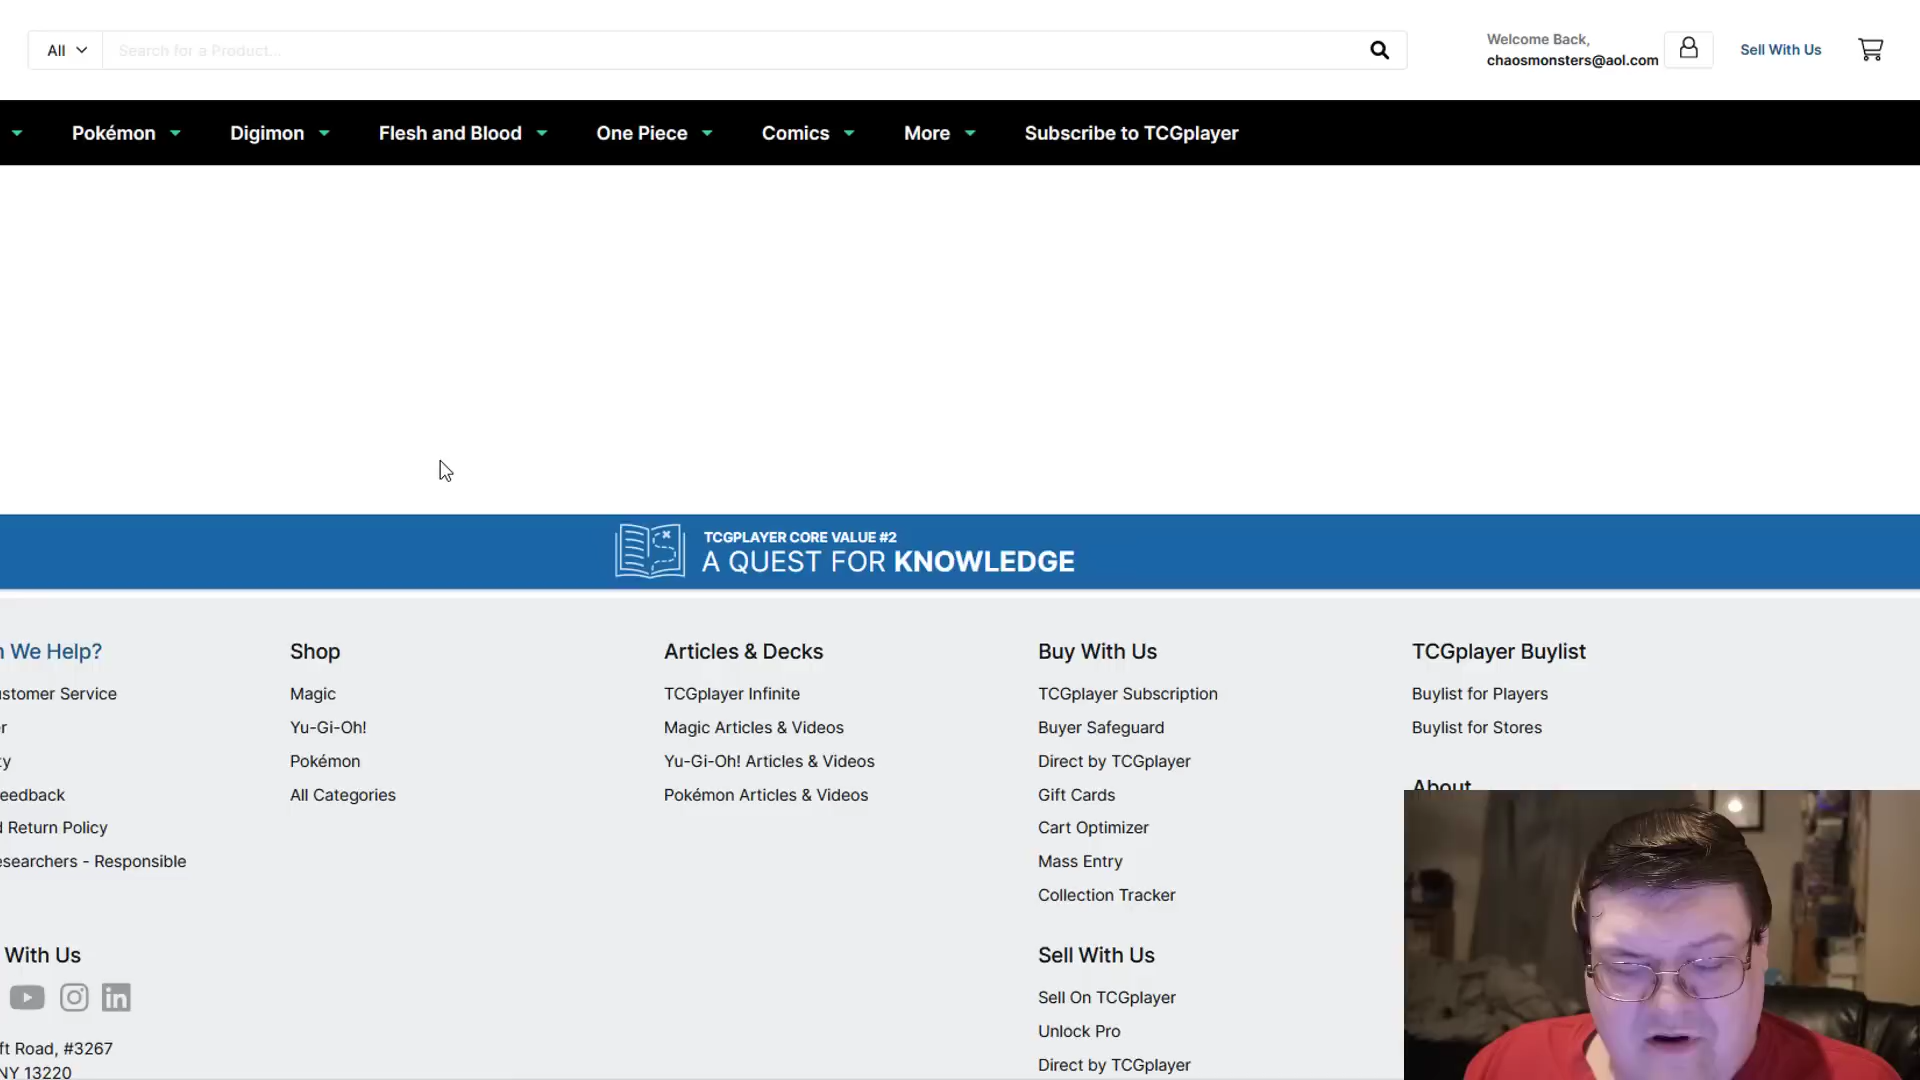 All
Search for a Product...
Welcome Back,
chaosmonsters@aol.com
Sell With Us
Pokémon
Digimon
Flesh and Blood
One Piece
Comics
More
Subscribe to TCGplayer
TCGPLAYER CORE VALUE #2
A QUEST FOR KNOWLEDGE
We Help?
Customer Service
Feedback
Return Policy
Researchers - Responsible
With Us
ft Road, #3267
NY 13220
Shop
Magic
Yu-Gi-Oh!
Pokémon
All Categories
Articles & Decks
TCGplayer Infinite
Magic Articles & Videos
Yu-Gi-Oh! Articles & Videos
Pokémon Articles & Videos
Buy With Us
TCGplayer Subscription
Buyer Safeguard
Direct by TCGplayer
Gift Cards
Cart Optimizer
Mass Entry
Collection Tracker
Sell With Us
Sell On TCGplayer
Unlock Pro
Direct by TCGplayer
TCGplayer Buylist
Buylist for Players
Buylist for Stores
About